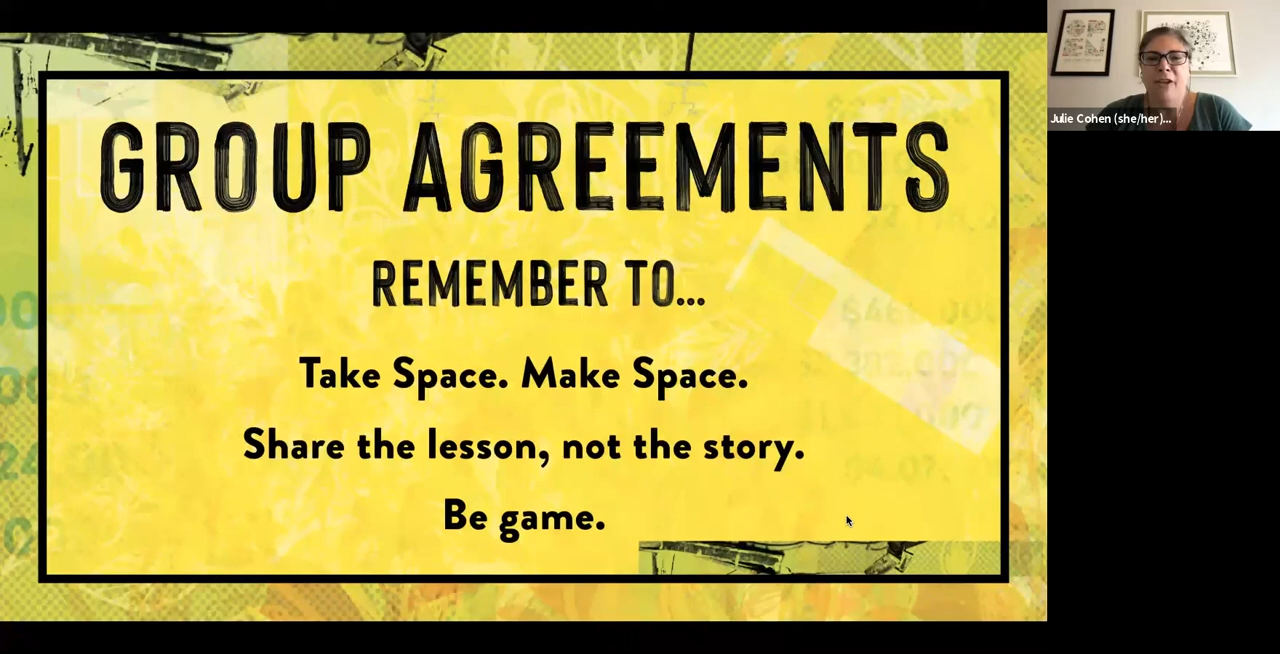 GROUP AGREEMENTS
REMEMBER TO...
Take Space. Make Space.
Share the lesson, not the story.
Be game.
Julie Cohen (she/her)...